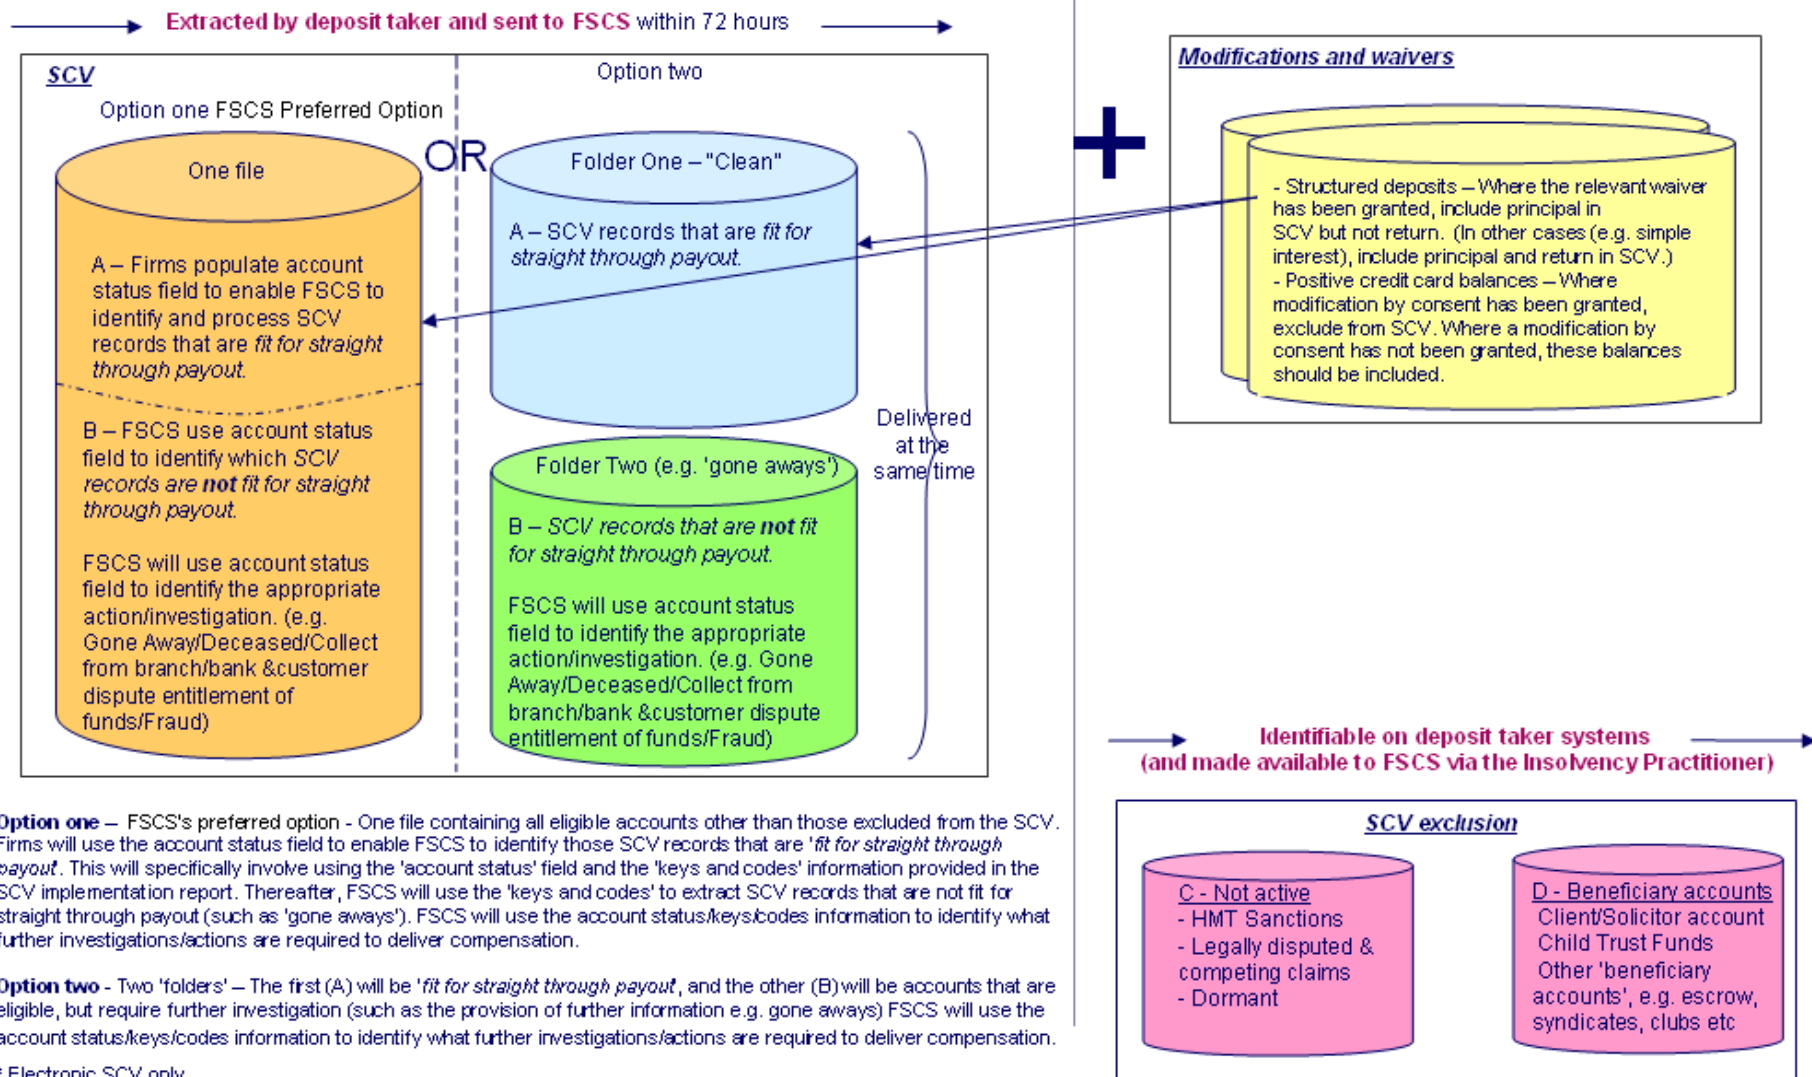 Extracted by deposit taker and sent to FSCS within 72 hours
SCV
Option two
Option one FSCS Preferred Option
OR
One file
A – Firms populate account
status field to enable FSCS to
identify and process SCV
records that are fit for straight
through payout.
B – FSCS use account status
field to identify which SCV
records are not fit for straight
through payout.
FSCS will use account status
field to identify the appropriate
action/investigation. (e.g.
Gone Away/Deceased/Collect
from branch/bank &customer
dispute entitlement of
funds/Fraud)
Folder One – "Clean"
A – SCV records that are fit for
straight through payout.
Folder Two (e.g. 'gone aways')
B – SCV records that are not fit
for straight through payout.
FSCS will use account status
field to identify the appropriate
action/investigation. (e.g. Gone
Away/Deceased/Collect from
branch/bank &customer dispute
entitlement of funds/Fraud)
Delivered
at the
same time
+
Modifications and waivers
- Structured deposits – Where the relevant waiver
has been granted, include principal in
SCV but not return. (In other cases (e.g. simple
interest), include principal and return in SCV.)
- Positive credit card balances – Where
modification by consent has been granted,
exclude from SCV. Where a modification by
consent has not been granted, these balances
should be included.
Identifiable on deposit taker systems
(and made available to FSCS via the Insolvency Practitioner)
SCV exclusion
C - Not active
- HMT Sanctions
- Legally disputed &
competing claims
- Dormant
D - Beneficiary accounts
Client/Solicitor account
Child Trust Funds
Other 'beneficiary
accounts', e.g. escrow,
syndicates, clubs etc
Option one – FSCS's preferred option - One file containing all eligible accounts other than those excluded from the SCV.
Firms will use the account status field to enable FSCS to identify those SCV records that are 'fit for straight through
payout'. This will specifically involve using the 'account status' field and the 'keys and codes' information provided in the
SCV implementation report. Thereafter, FSCS will use the 'keys and codes' to extract SCV records that are not fit for
straight through payout (such as 'gone aways'). FSCS will use the account status/keys/codes information to identify what
further investigations/actions are required to deliver compensation.
Option two - Two 'folders' – The first (A) will be 'fit for straight through payout', and the other (B) will be accounts that are
eligible, but require further investigation (such as the provision of further information e.g. gone aways) FSCS will use the
account status/keys/codes information to identify what further investigations/actions are required to deliver compensation.
* Electronic SCV only